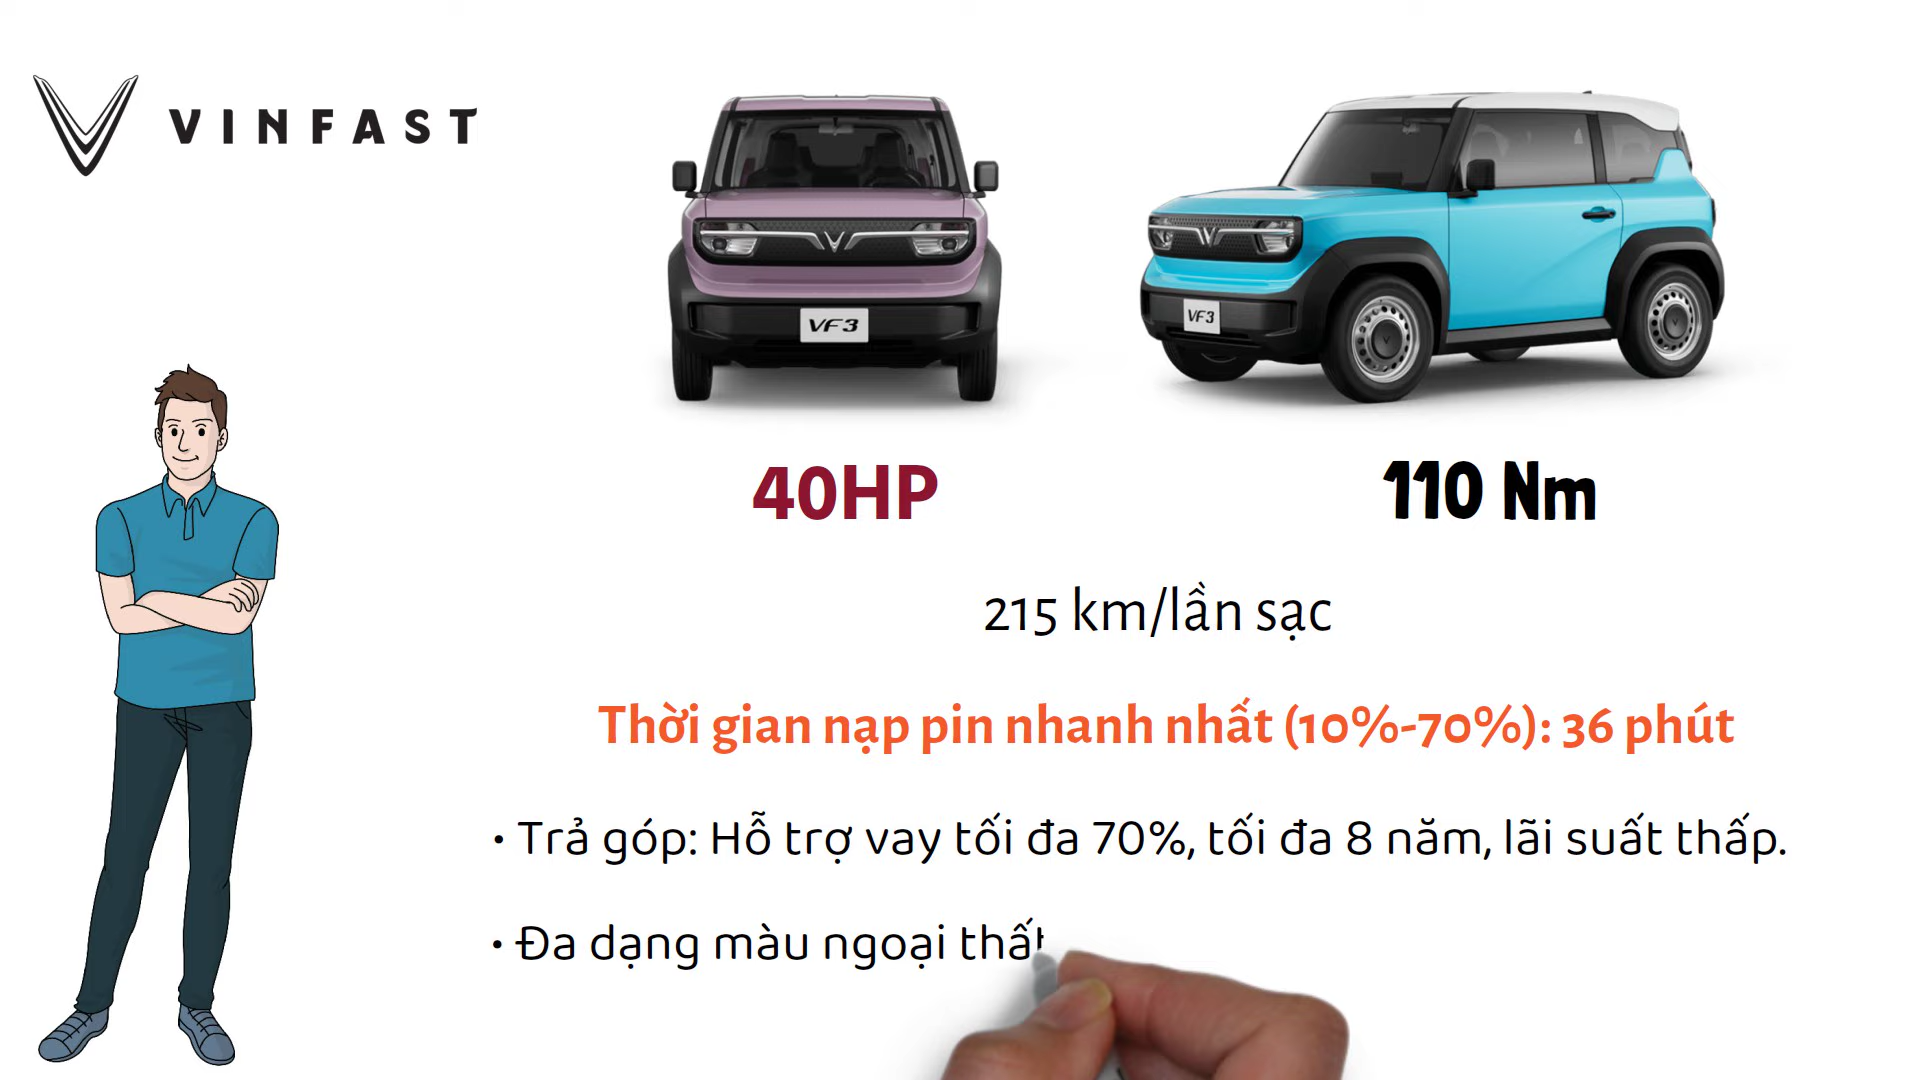 VINFAST
VF3
VF3
40HP
110 Nm
215 km/lần sạc
Thời gian nạp pin nhanh nhất (10%-70%): 36 phút
• Trả góp: Hỗ trợ vay tối đa 70%, tối đa 8 năm, lãi suất thấp.
• Đa dạng màu ngoại thất